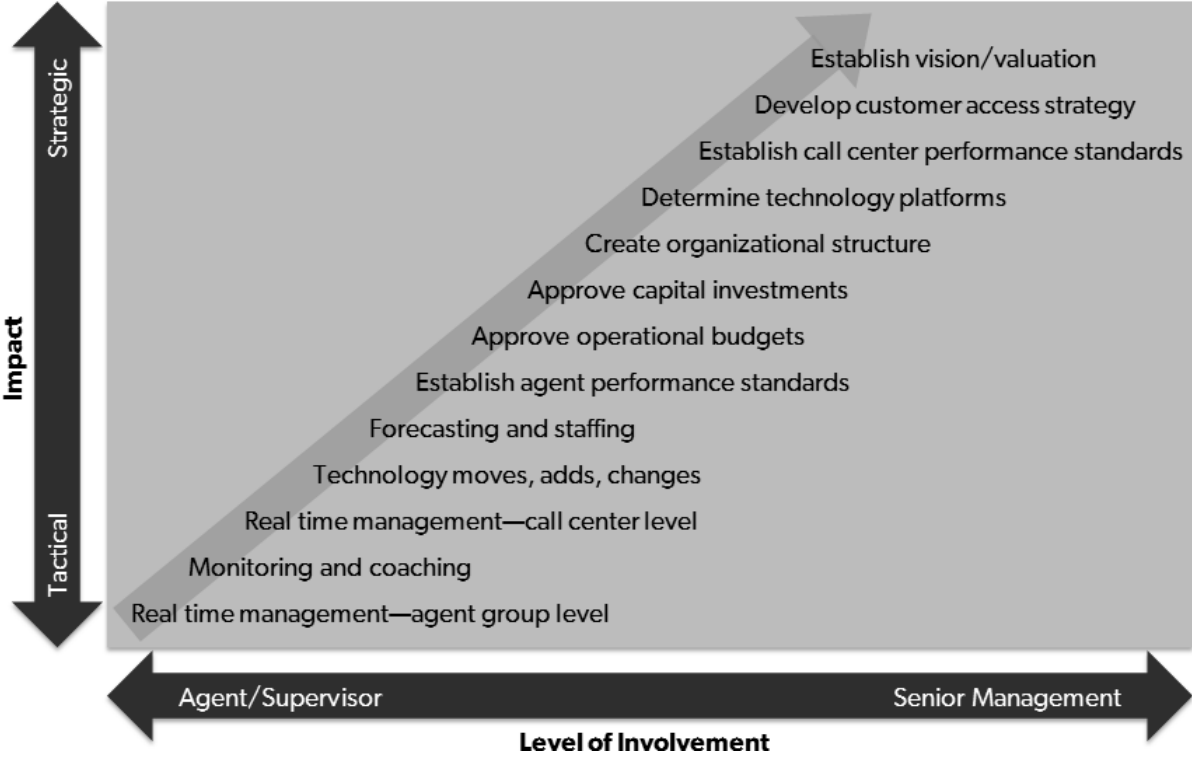 Strategic
Tactical
Impact
Establish vision/valuation
Develop customer access strategy
Establish call center performance standards
Determine technology platforms
Create organizational structure
Approve capital investments
Approve operational budgets
Establish agent performance standards
Forecasting and staffing
Technology moves, adds, changes
Real time management—call center level
Monitoring and coaching
Real time management—agent group level
Agent/Supervisor
Senior Management
Level of Involvement